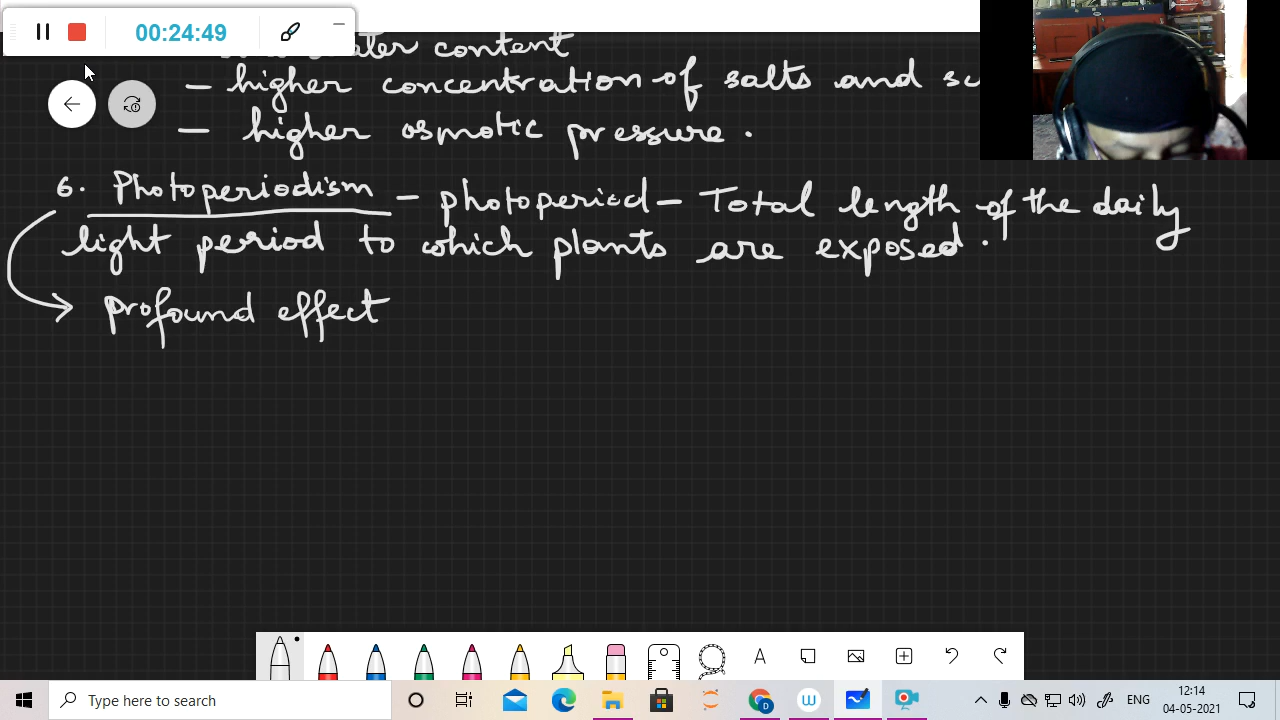 00:24:49
water content
- higher concentration of salts and
- higher osmotic pressure.
6. Photoperiodism - photoperiod - Total length of the daily
light period to which plants are exposed.
profound effect
Type here to search
ENG
12:14
04-05-2021